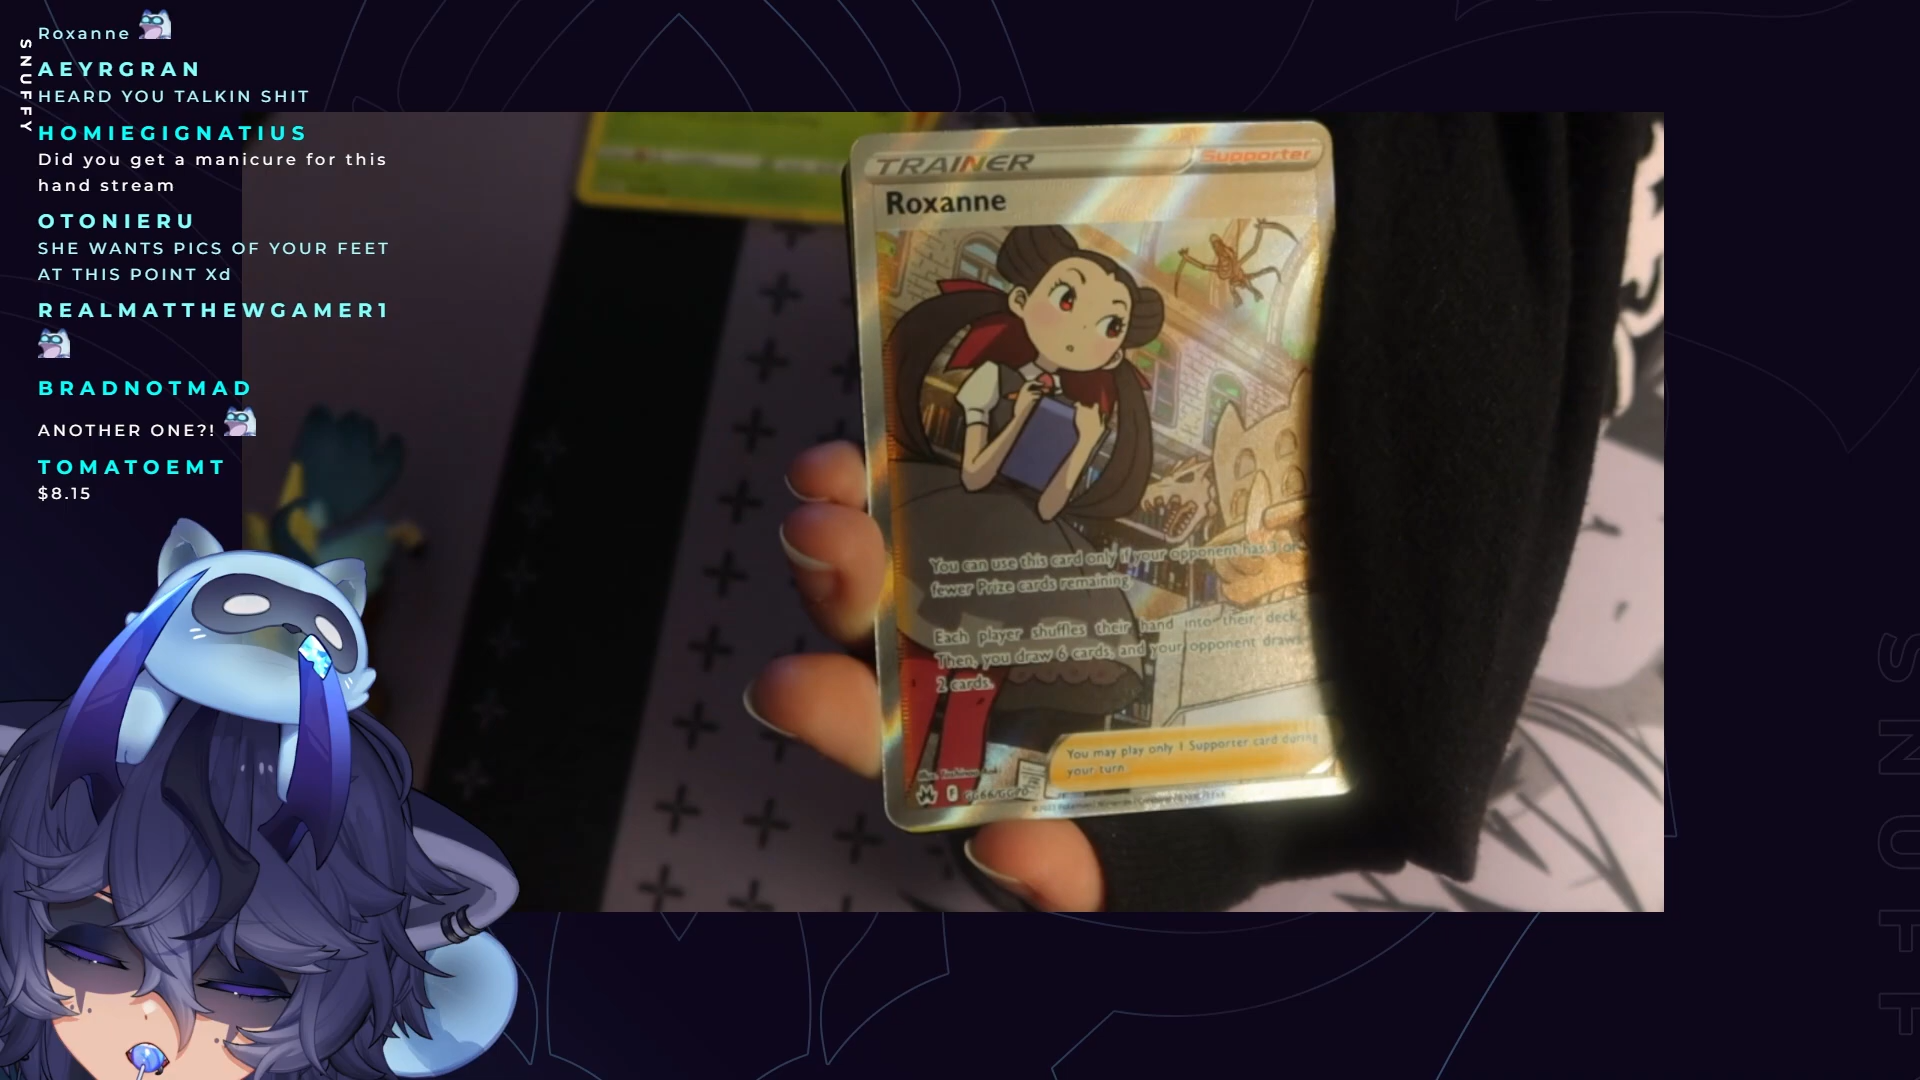 SNUFFY
Roxanne
AEYRGRAN
HEARD YOU TALKIN SHIT
HOMIEGIGNATIUS
Did you get a manicure for this
hand stream
OTONIERU
SHE WANTS PICS OF YOUR FEET
AT THIS POINT Xd
REALMATTHEWGAMER1
BRADNOTMAD
ANOTHER ONE?!
TOMATOEMT
$8.15
TRAINER
Supporter
Roxanne
You can use this card only if your opponent has 3 or
fewer Prize cards remaining.
Each player shuffles their hand into their deck.
Then, you draw 6 cards, and your opponent draws
2 cards.
You may play only 1 Supporter card during
your turn.
SNUFF